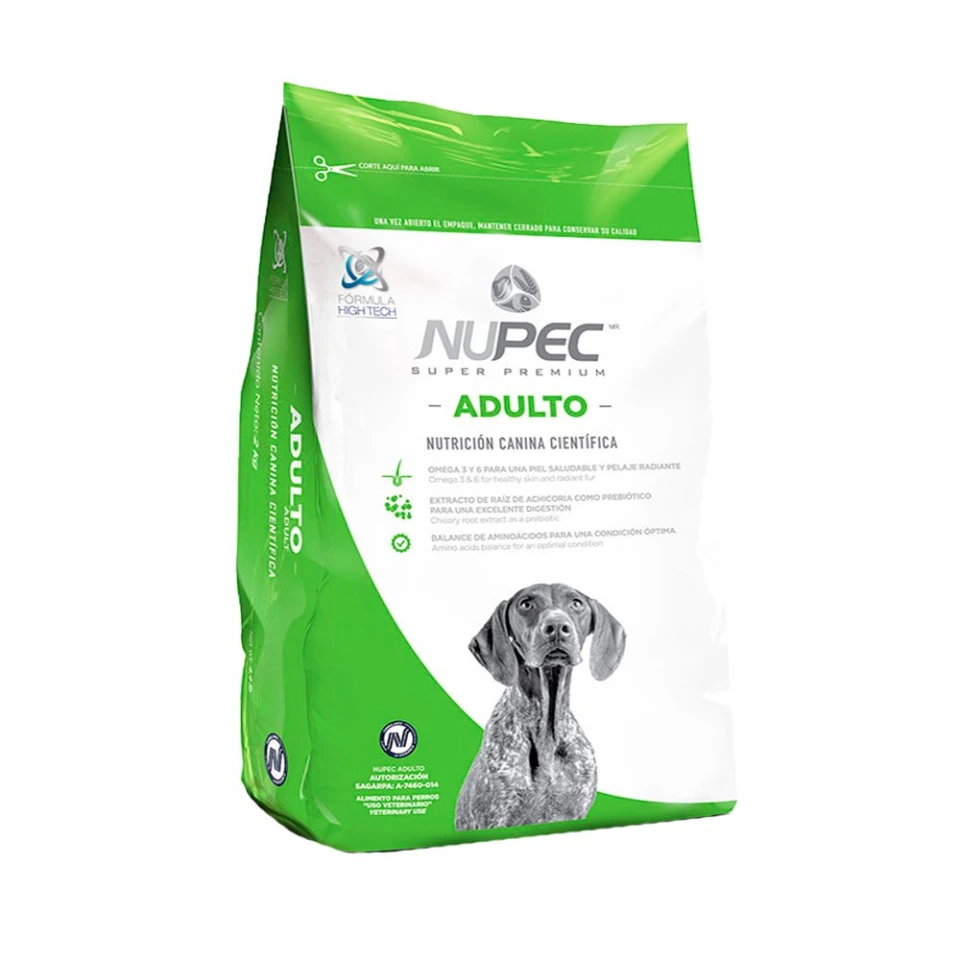 CORTE AQUÍ PARA ABRIR
UNA VEZ ABIERTO EL EMPAQUE, MANTENER CERRADO PARA CONSERVAR SU CALIDAD
FÓRMULA
HIGH TECH
NUPEC MR
SUPER PREMIUM
– ADULTO –
NUTRICIÓN CANINA CIENTÍFICA
OMEGA 3 Y 6 PARA UNA PIEL SALUDABLE Y PELAJE RADIANTE
Omega 3 & 6 for healthy skin and radiant fur
EXTRACTO DE RAÍZ DE ACHICORIA COMO PREBIÓTICO
PARA UNA EXCELENTE DIGESTIÓN
Chicory root extract as a prebiotic
BALANCE DE AMINOÁCIDOS PARA UNA CONDICIÓN ÓPTIMA
Amino acids balance for an optimal condition
NUPEC ADULTO
AUTORIZACIÓN
SAGARPA: A-7460-014
ALIMENTO PARA PERROS
"USO VETERINARIO"
VETERINARY USE
– ADULTO –
ADULT
NUTRICIÓN CANINA CIENTÍFICA
Contenido Neto: 2 kg